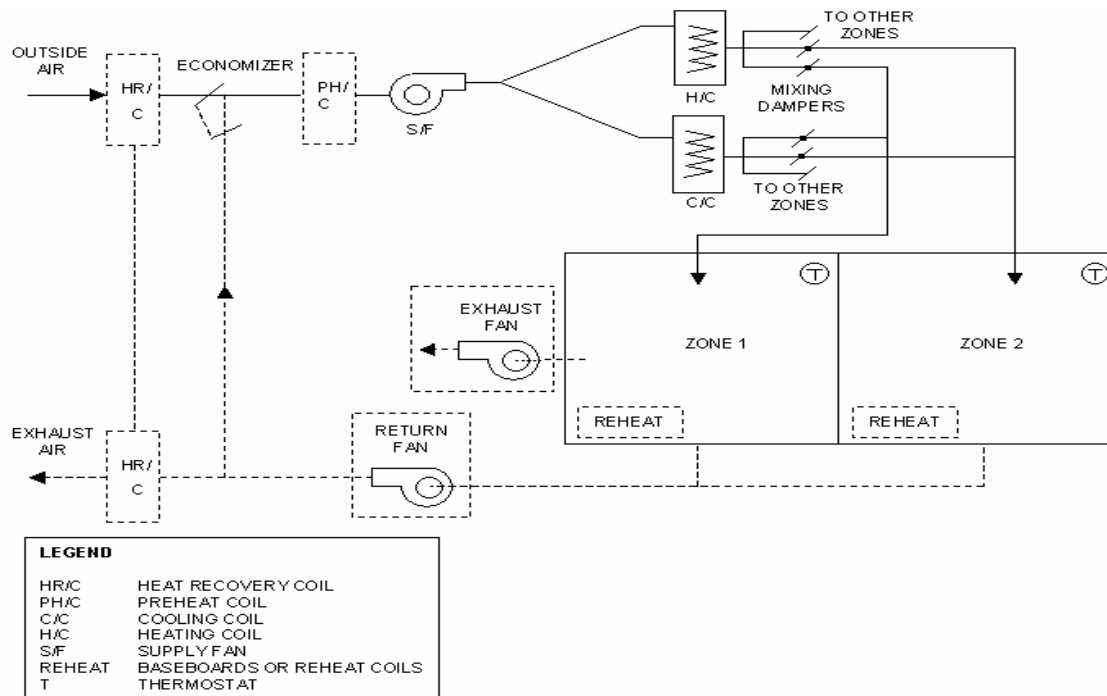 OUTSIDE
AIR
HR/
C
ECONOMIZER
PH/
C
S/F
H/C
TO OTHER
ZONES
MIXING
DAMPERS
C/C
TO OTHER
ZONES
T
T
EXHAUST
FAN
ZONE 1
ZONE 2
REHEAT
REHEAT
EXHAUST
AIR
HR/
C
RETURN
FAN
LEGEND
HR/C HEAT RECOVERY COIL
PH/C PREHEAT COIL
C/C COOLING COIL
H/C HEATING COIL
S/F SUPPLY FAN
REHEAT BASEBOARDS OR REHEAT COILS
T THERMOSTAT